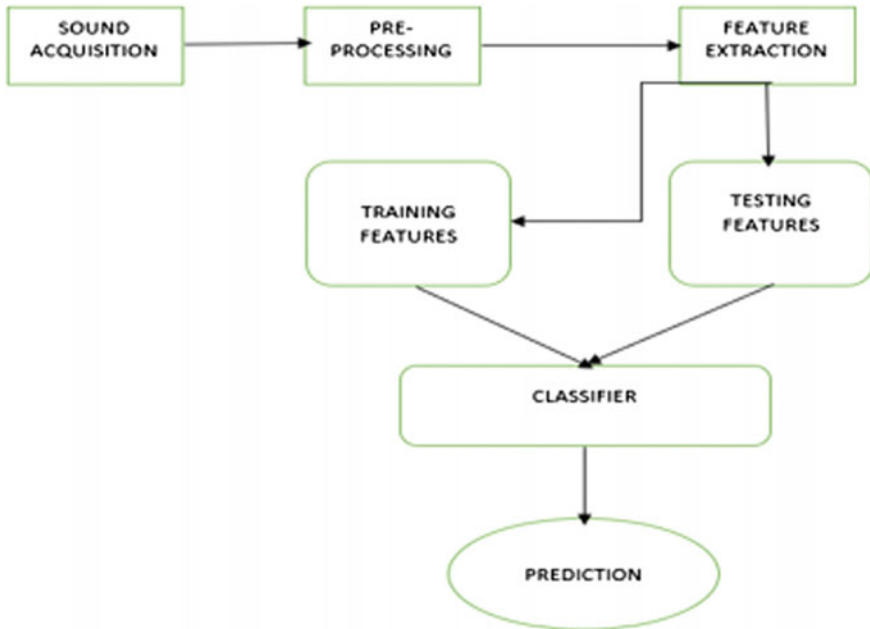 SOUND
ACQUISITION
PRE-
PROCESSING
FEATURE
EXTRACTION
TRAINING
FEATURES
TESTING
FEATURES
CLASSIFIER
PREDICTION